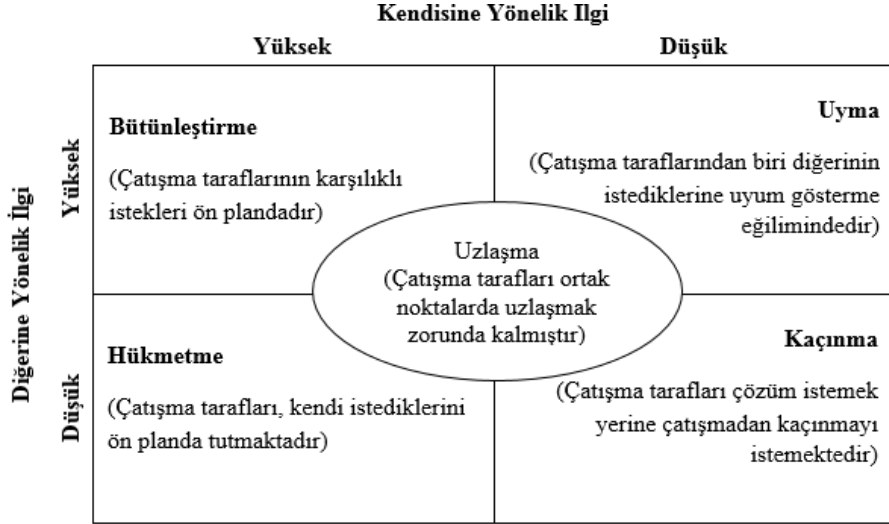 Kendisine Yönelik Ilgi
Yüksek
Düşük
Diğerine Yönelik İlgi
Yüksek
Bütünleştirme
(Çatışma taraflarının karşılıklı
istekleri ön plandadır)
Uyma
(Çatışma taraflarından biri diğerinin
istediklerine uyum gösterme
eğilimindedir)
Uzlaşma
(Çatışma tarafları ortak
noktalarda uzlaşmak
zorunda kalmıştır)
Düşük
Hükmetme
(Çatışma tarafları, kendi istediklerini
ön planda tutmaktadır)
Kaçınma
(Çatışma tarafları çözüm istemek
yerine çatışmadan kaçınmayı
istemektedir)